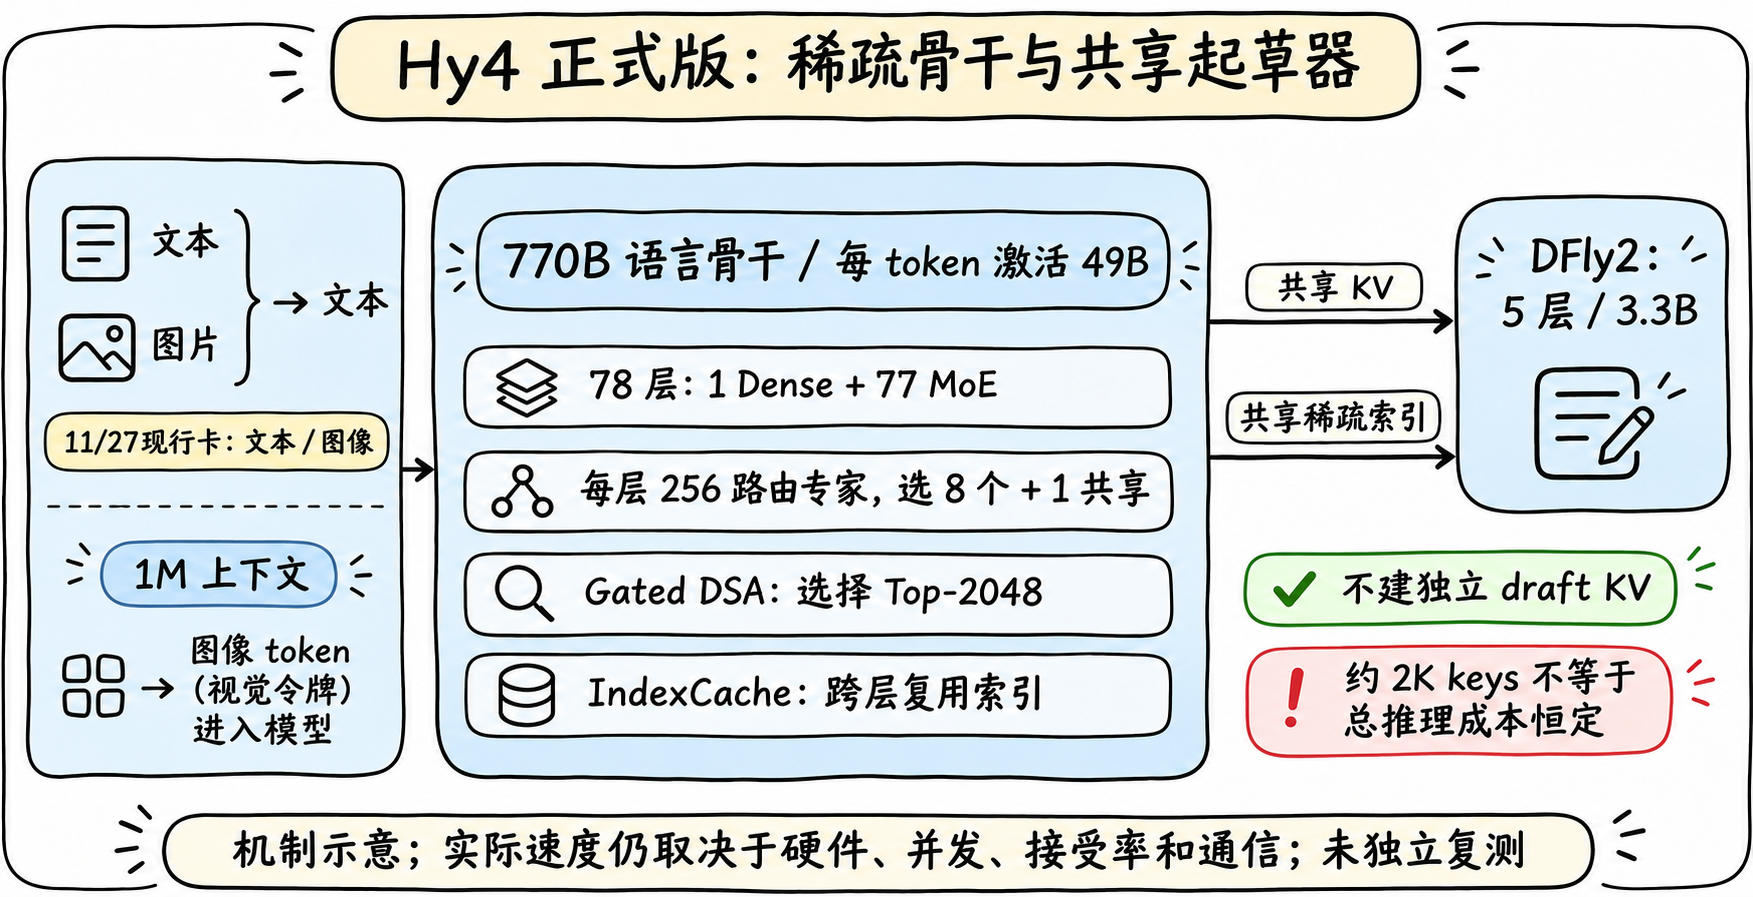 Hy4 正式版：稀疏骨干与共享起草器
文本
图片
文本
11/27现行卡：文本 / 图像
1M 上下文
图像 token
(视觉令牌)
进入模型
770B 语言骨干 / 每 token 激活 49B
78 层：1 Dense + 77 MoE
每层 256 路由专家, 选 8 个 + 1 共享
Gated DSA：选择 Top-2048
IndexCache：跨层复用索引
共享 KV
共享稀疏索引
DFly2：
5 层 / 3.3B
不建独立 draft KV
约 2K keys 不等于
总推理成本恒定
机制示意；实际速度仍取决于硬件、并发、接受率和通信；未独立复测